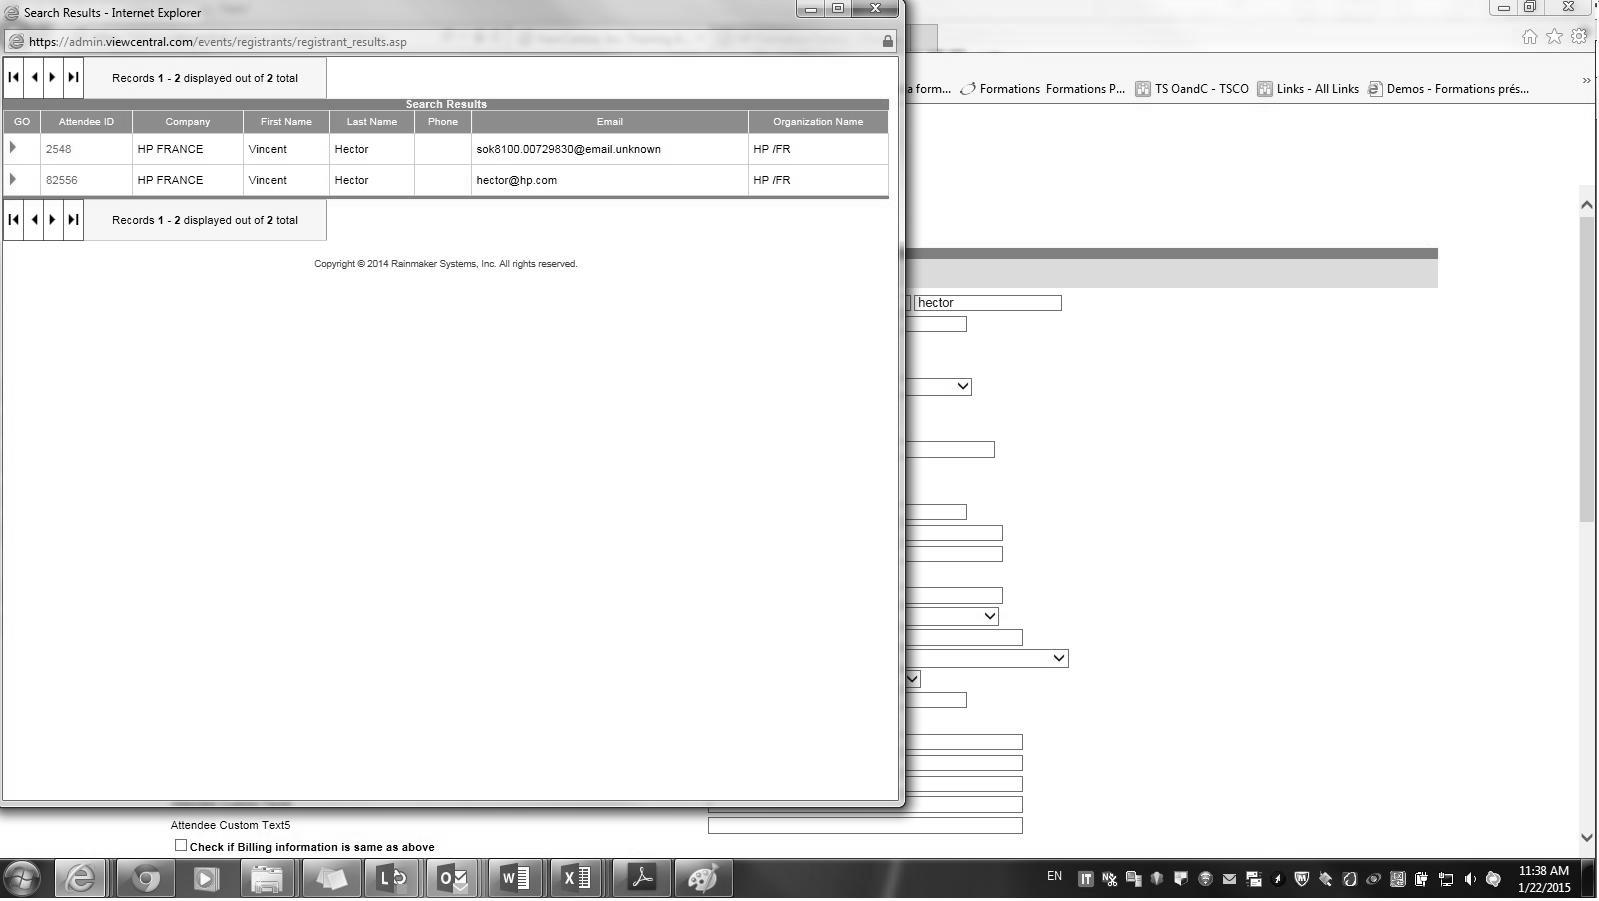 Search Results - Internet Explorer
https://admin.viewcentral.com/events/registrants/registrant_results.asp
a form... Formations Formations P... TS OandC - TSCO Links - All Links Demos - Formations prés... »
Records 1 - 2 displayed out of 2 total
Search Results
GO Attendee ID Company First Name Last Name Phone Email Organization Name
2548 HP FRANCE Vincent Hector sok8100.00729830@email.unknown HP /FR
82556 HP FRANCE Vincent Hector hector@hp.com HP /FR
Records 1 - 2 displayed out of 2 total
Copyright © 2014 Rainmaker Systems, Inc. All rights reserved.
hector
Attendee Custom Text5
Check if Billing information is same as above
EN
11:38 AM
1/22/2015